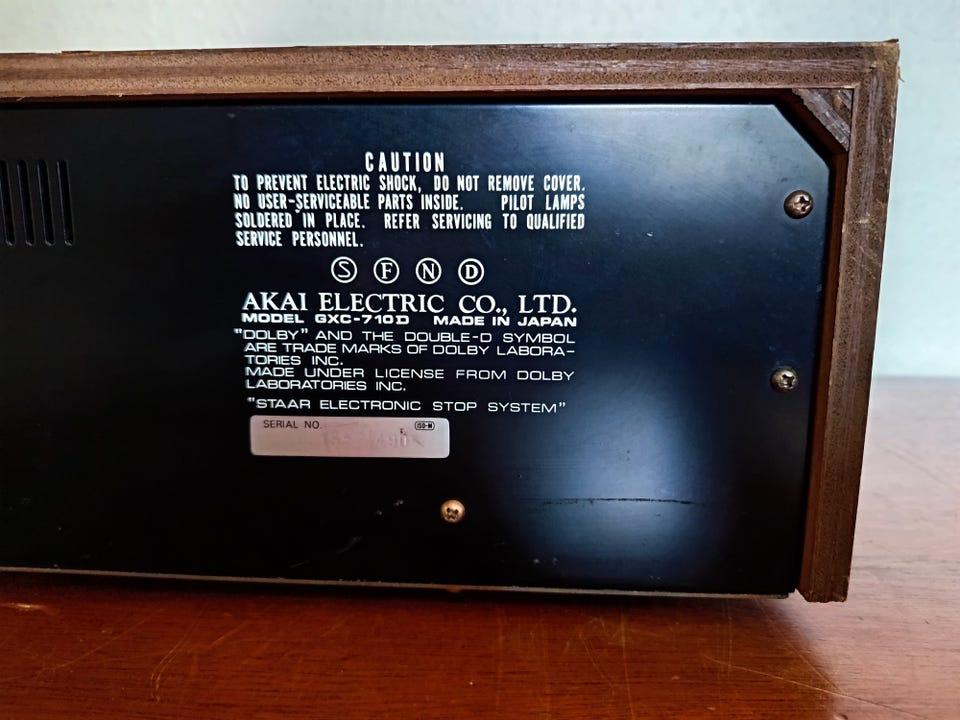 CAUTION
TO PREVENT ELECTRIC SHOCK, DO NOT REMOVE COVER.
NO USER-SERVICEABLE PARTS INSIDE. PILOT LAMPS
SOLDERED IN PLACE. REFER SERVICING TO QUALIFIED
SERVICE PERSONNEL.
S F N D
AKAI ELECTRIC CO., LTD.
MODEL GXC-710D MADE IN JAPAN
"DOLBY" AND THE DOUBLE-D SYMBOL
ARE TRADE MARKS OF DOLBY LABORA-
TORIES INC.
MADE UNDER LICENSE FROM DOLBY
LABORATORIES INC.
"STAAR ELECTRONIC STOP SYSTEM"
SERIAL NO.